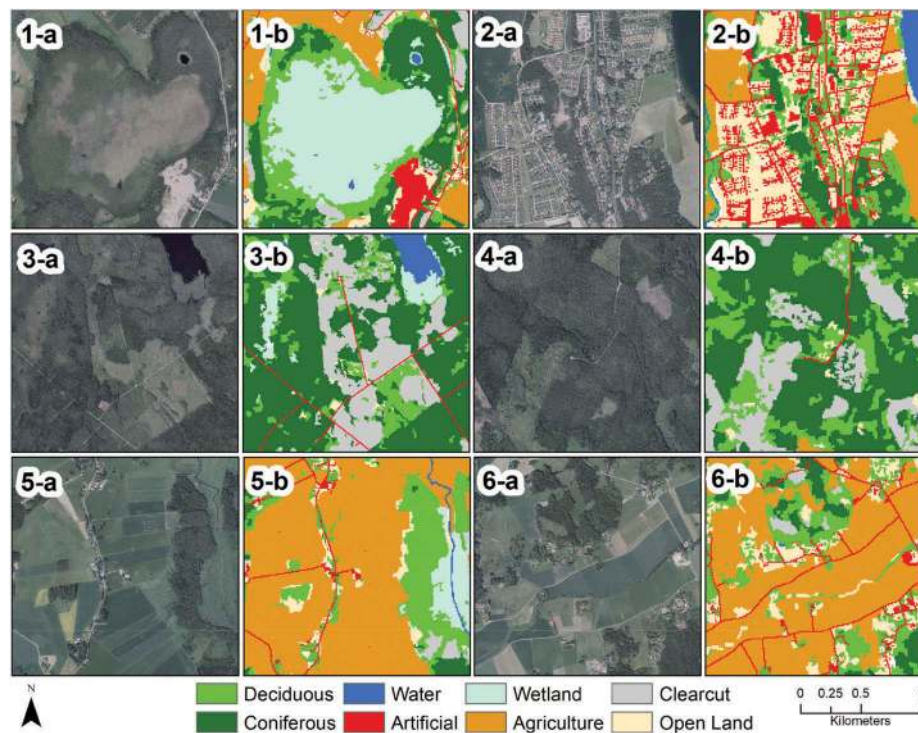 1-a 1-b 2-a 2-b
3-a 3-b 4-a 4-b
5-a 5-b 6-a 6-b
N
Deciduous Water Wetland Clearcut
Coniferous Artificial Agriculture Open Land
0 0.25 0.5
Kilometers